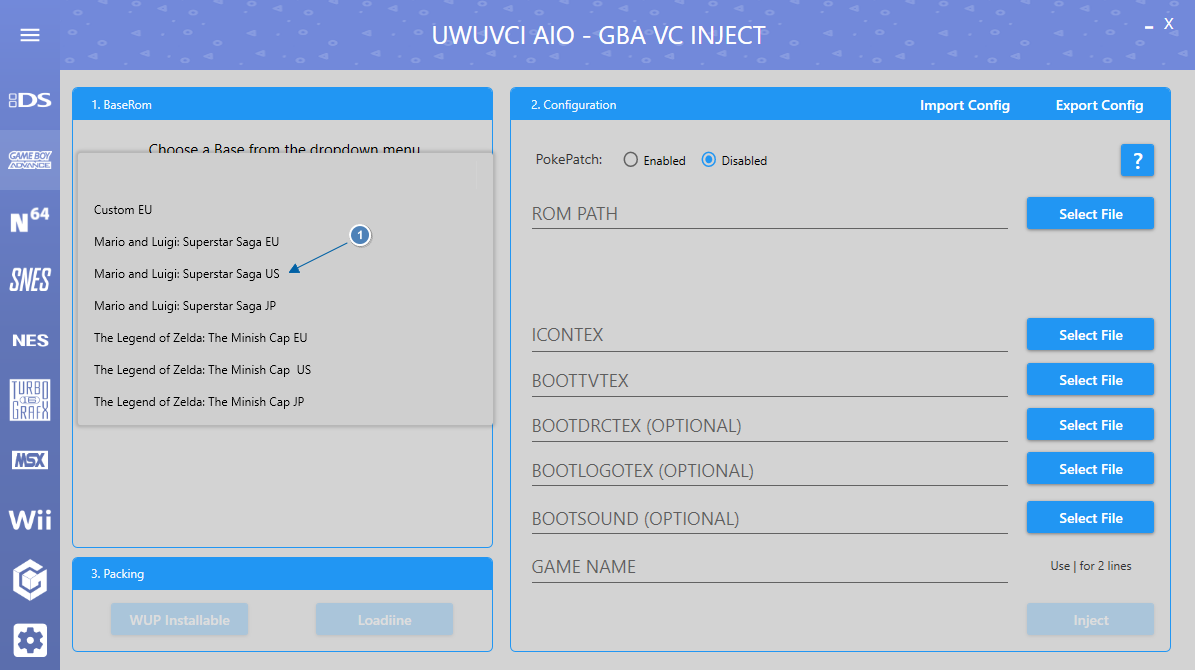 UWUVCI AIO - GBA VC INJECT
X
DS
GAME BOY
ADVANCE
N64
SNES
NES
TURBO
16
GRAFX
MSX
Wii
1. BaseRom
Choose a Base from the dropdown menu
Custom EU
Mario and Luigi: Superstar Saga EU
1
Mario and Luigi: Superstar Saga US
Mario and Luigi: Superstar Saga JP
The Legend of Zelda: The Minish Cap EU
The Legend of Zelda: The Minish Cap  US
The Legend of Zelda: The Minish Cap JP
3. Packing
WUP Installable
Loadiine
2. Configuration
Import Config
Export Config
PokePatch:
Enabled
Disabled
?
ROM PATH
Select File
ICONTEX
Select File
BOOTTVTEX
Select File
BOOTDRCTEX (OPTIONAL)
Select File
BOOTLOGOTEX (OPTIONAL)
Select File
BOOTSOUND (OPTIONAL)
Select File
GAME NAME
Use | for 2 lines
Inject